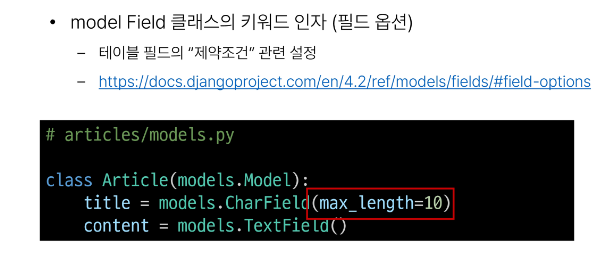 • model Field 클래스의 키워드 인자 (필드 옵션)
– 테이블 필드의 “제약조건” 관련 설정
– https://docs.djangoproject.com/en/4.2/ref/models/fields/#field-options
# articles/models.py
class Article(models.Model):
    title = models.CharField(max_length=10)
    content = models.TextField()